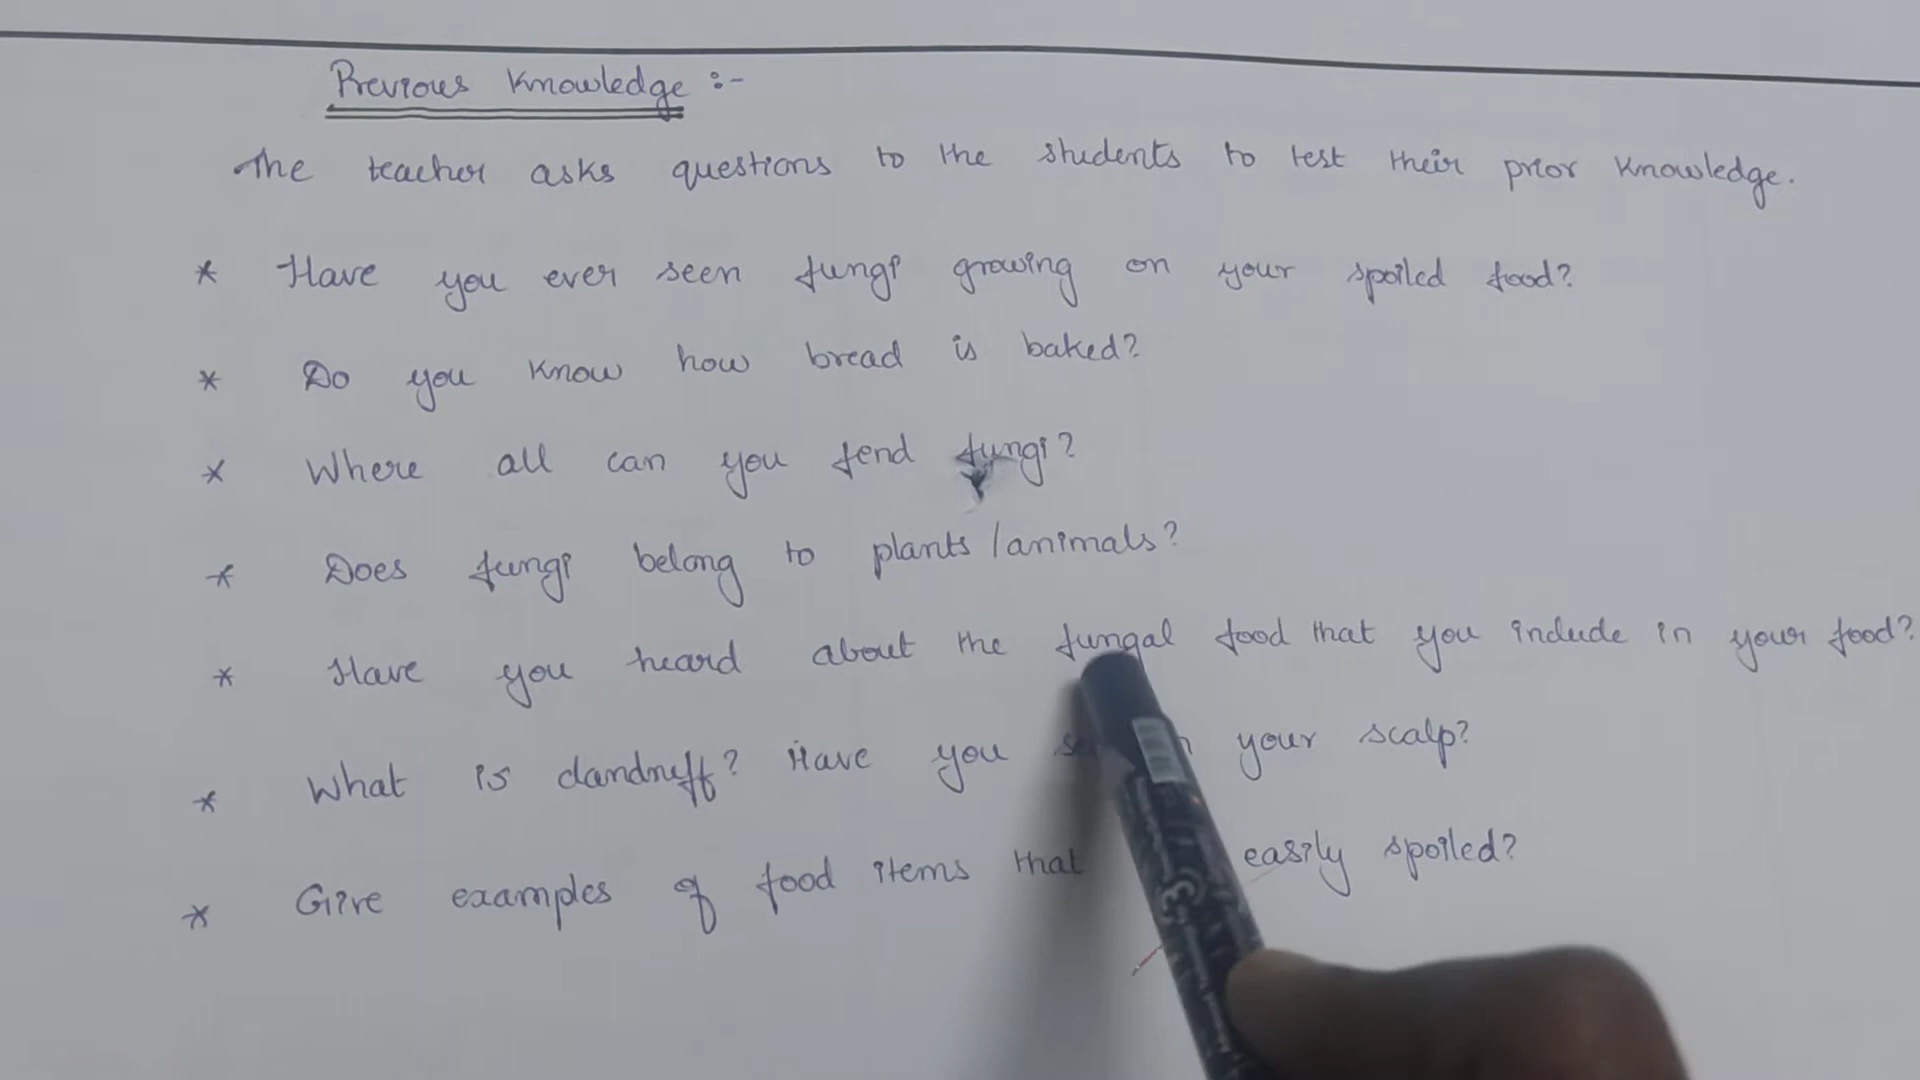 Previous Knowledge :-
The teacher asks questions to the students to test their prior knowledge.
* Have you ever seen fungi growing on your spoiled food?
* Do you know how bread is baked?
* Where all can you fend fungi?
* Does fungi belong to plants/animals?
* Have you heard about the fungal food that you include in your food?
* What is dandruff? Have you your scalp?
* Give examples of food items that easily spoiled?